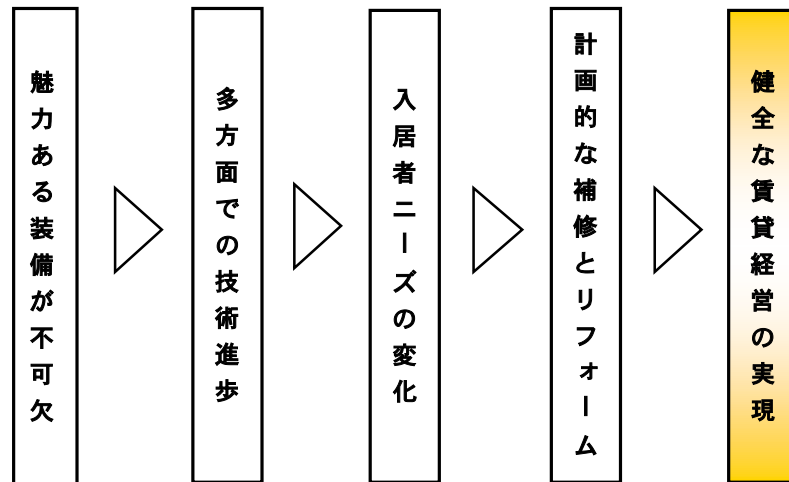 魅力ある装備が不可欠
多方面での技術進歩
入居者ニーズの変化
計画的な補修とリフォーム
健全な賃貸経営の実現